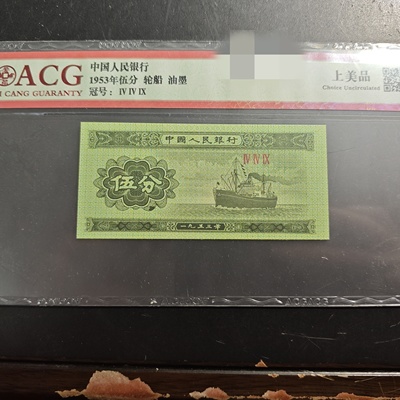 ACG
CANG GUARANTY
中国人民银行
1953年伍分 轮船 油墨
冠号: IV IV IX
上美品
Choice Uncirculated
中國人民銀行
IV IV IX
伍分
一九五三年